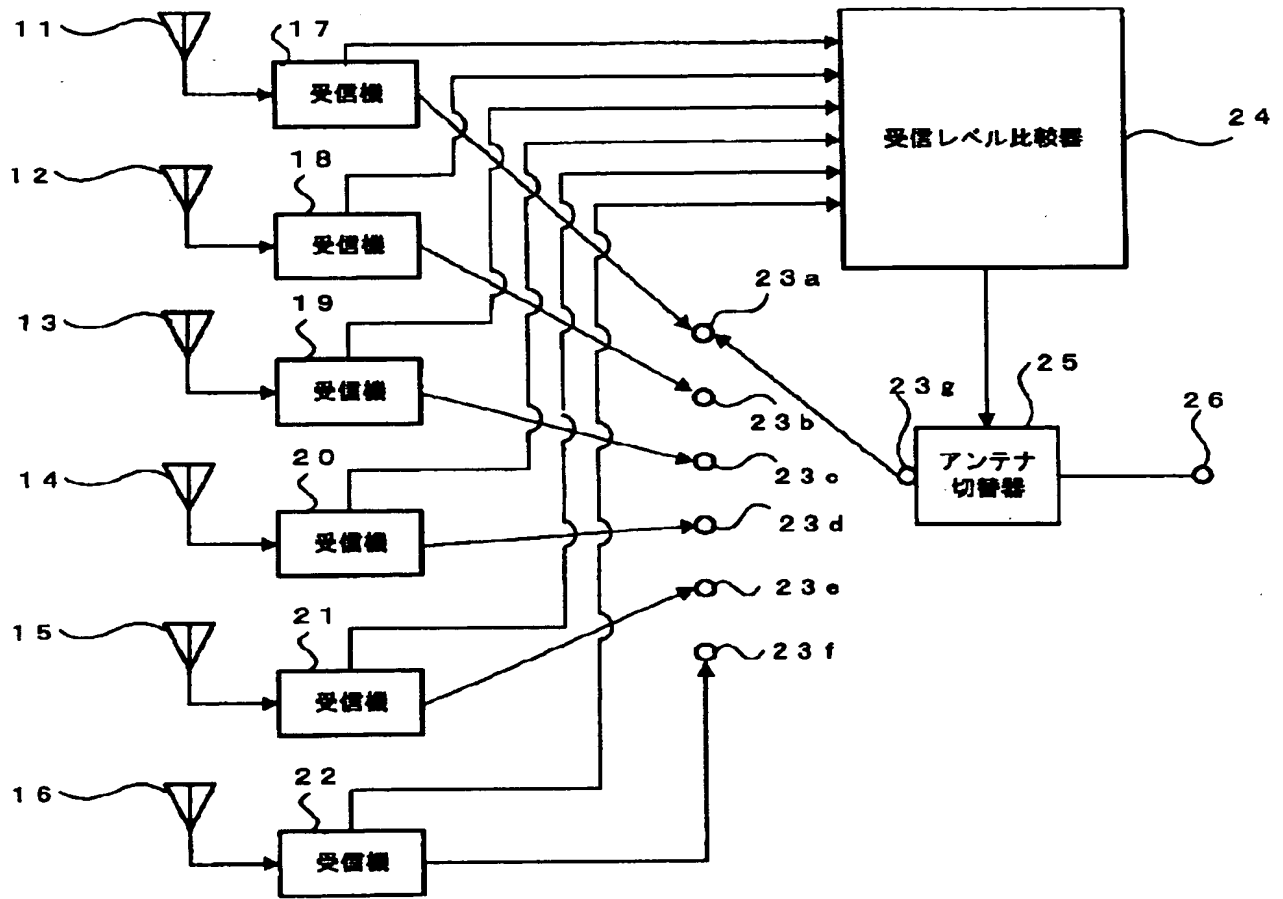 11
17
受信機
受信レベル比較器
24
12
18
受信機
13
19
受信機
23a
23b
23g
25
26
アンテナ
切替器
14
20
受信機
23c
23d
15
21
受信機
23e
23f
16
22
受信機